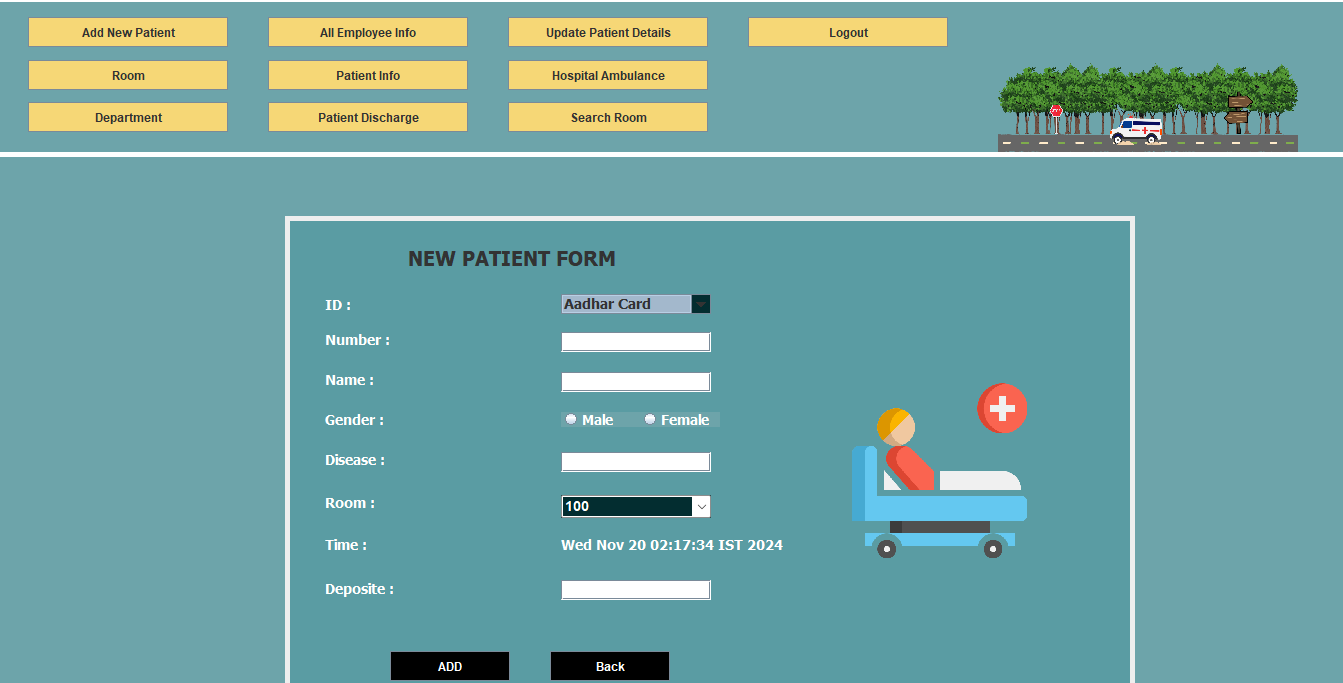 Add New Patient All Employee Info Update Patient Details Logout
Room Patient Info Hospital Ambulance
Department Patient Discharge Search Room
NEW PATIENT FORM
ID : Aadhar Card
Number :
Name :
Gender : Male Female
Disease :
Room : 100
Time : Wed Nov 20 02:17:34 IST 2024
Deposite :
ADD Back